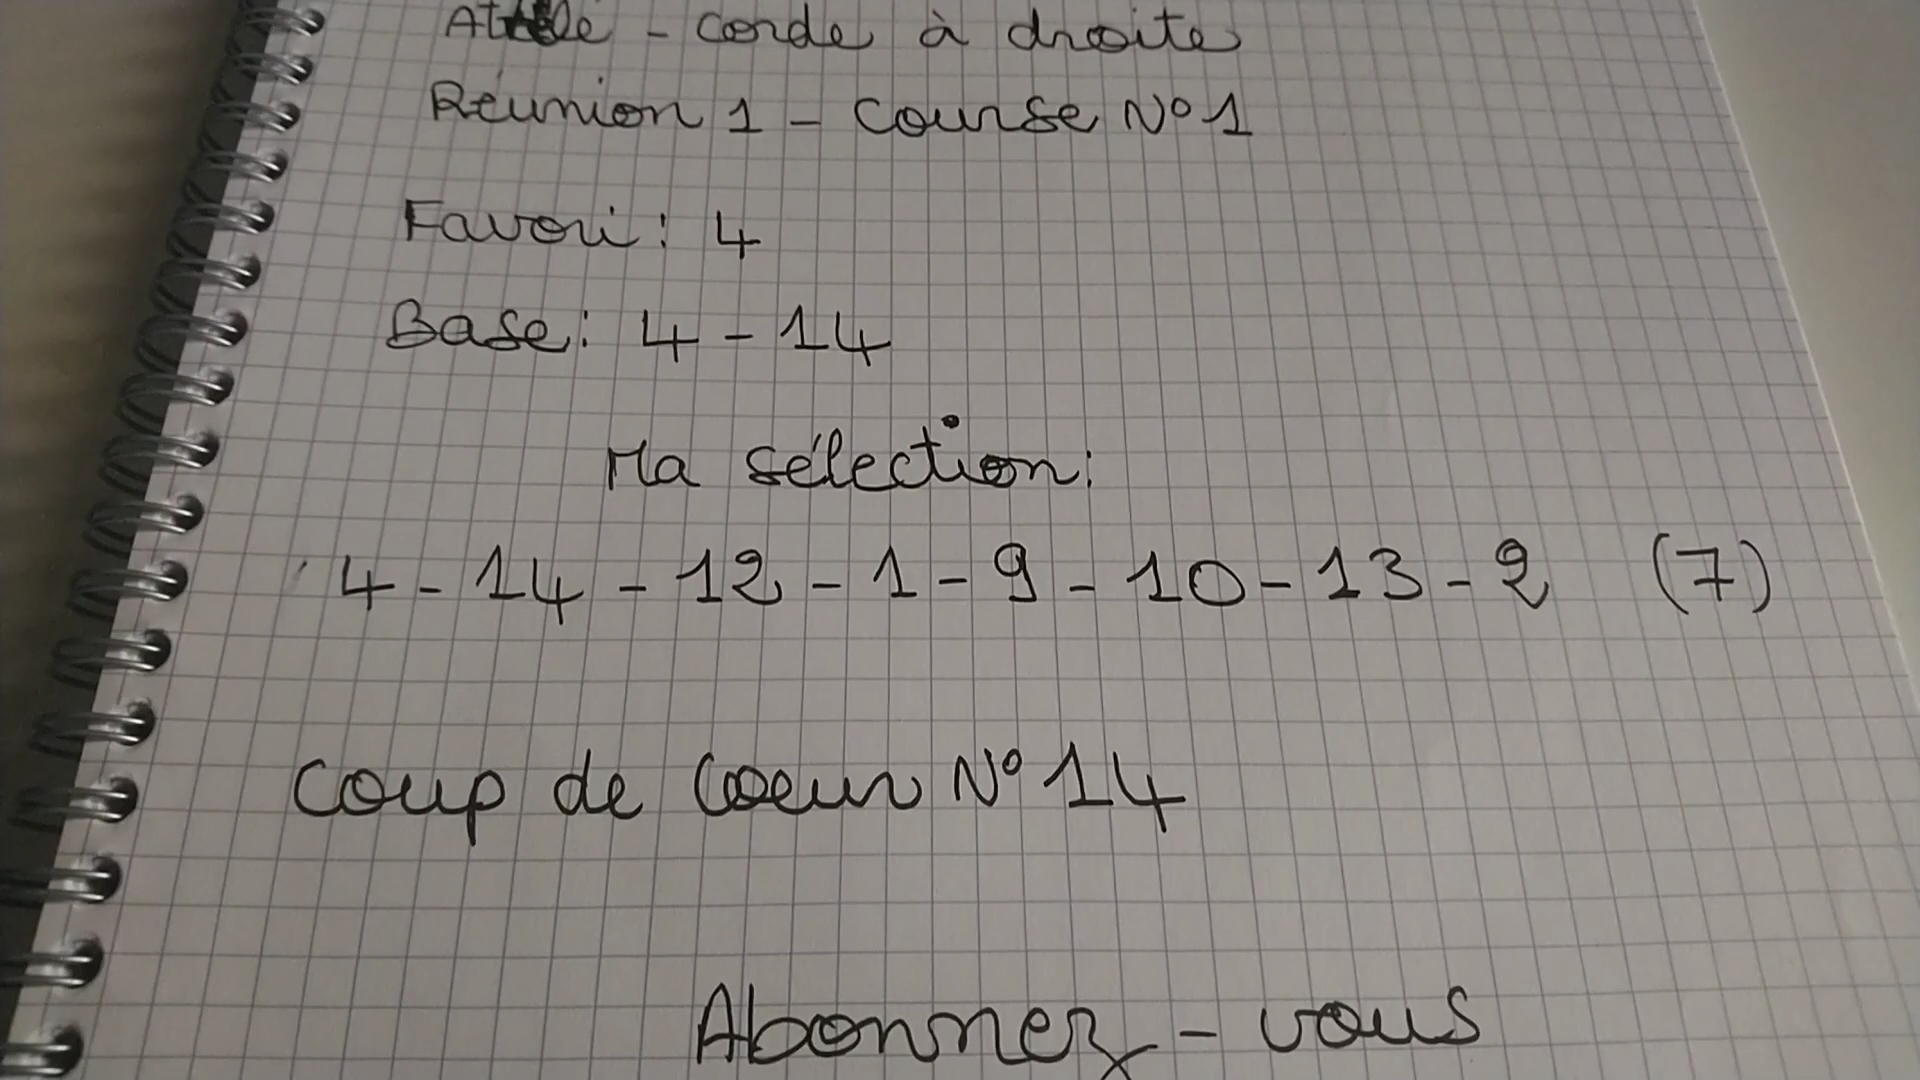 Attelé - Corde à droite
Réunion 1 - Course N° 1
Favori : 4
Base : 4 - 14
Ma sélection :
4 - 14 - 12 - 1 - 9 - 10 - 13 - 2 (7)
Coup de Coeur N° 14
Abonnez - vous